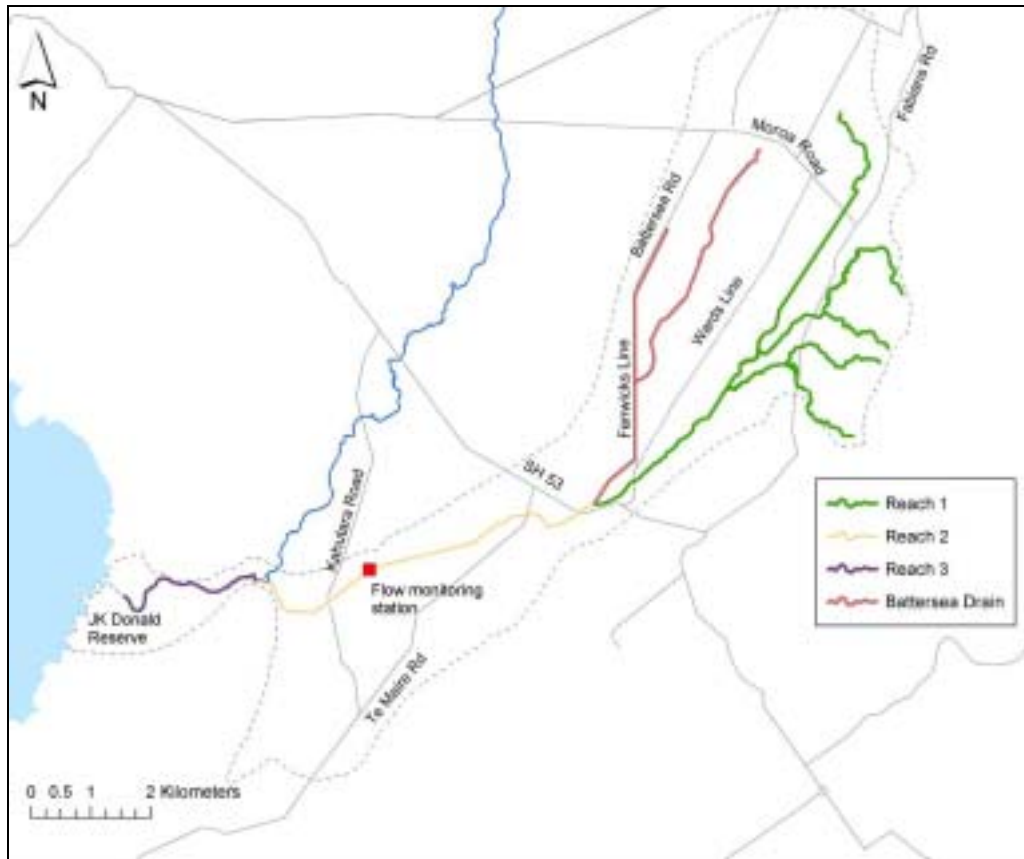 N
Moroa Road
Fabians Rd
Battersea Rd
Wards Line
Fenwicks Line
SH 53
Kahutara Road
Flow monitoring
station
JK Donald
Reserve
Te Maire Rd
Reach 1
Reach 2
Reach 3
Battersea Drain
0 0.5 1 2 Kilometers